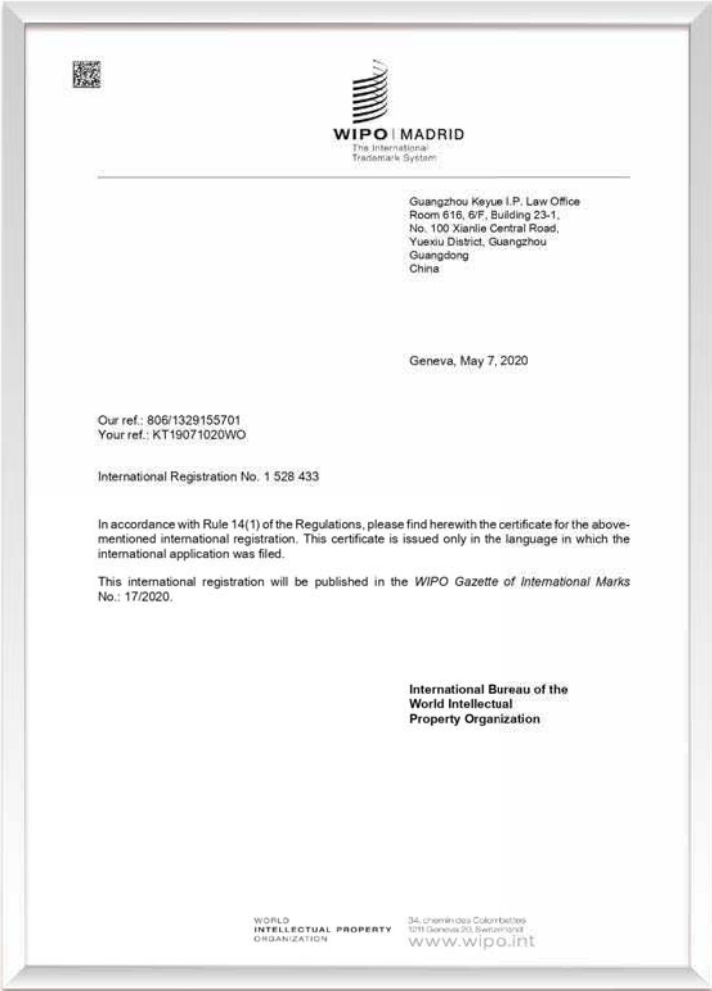 WIPO | MADRID
The International
Trademark System
Guangzhou Keyue I.P. Law Office
Room 616, 6/F, Building 23-1,
No. 100 Xianlie Central Road,
Yuexiu District, Guangzhou
Guangdong
China
Geneva, May 7, 2020
Our ref.: 806/1329155701
Your ref.: KT19071020WO
International Registration No. 1 528 433
In accordance with Rule 14(1) of the Regulations, please find herewith the certificate for the above-
mentioned international registration. This certificate is issued only in the language in which the
international application was filed.
This international registration will be published in the WIPO Gazette of International Marks
No.: 17/2020.
International Bureau of the
World Intellectual
Property Organization
WORLD
INTELLECTUAL PROPERTY
ORGANIZATION
34, chemin des Colombettes
1211 Geneva 20, Switzerland
www.wipo.int